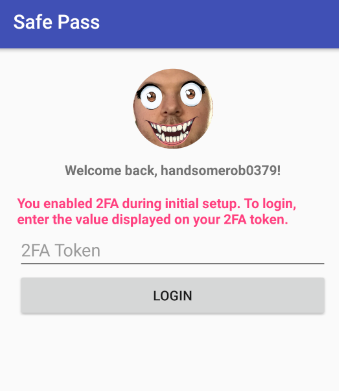 Safe Pass
Welcome back, handsomerob0379!
You enabled 2FA during initial setup. To login,
enter the value displayed on your 2FA token.
2FA Token
LOGIN